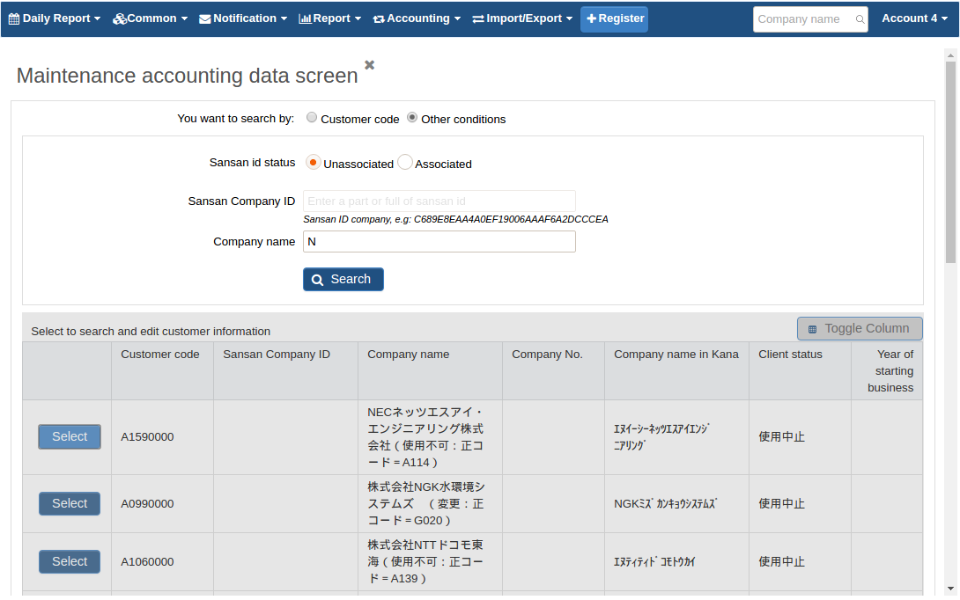 Daily Report Common Notification Report Accounting Import/Export Register Company name Account 4
Maintenance accounting data screen
You want to search by: Customer code Other conditions
Sansan id status Unassociated Associated
Sansan Company ID Enter a part or full of sansan id
Sansan ID company, e.g: C689E8EAA4A0EF19006AAAF6A2DCCCEA
Company name N
Search
Select to search and edit customer information Toggle Column
Customer code Sansan Company ID Company name Company No. Company name in Kana Client status Year of
starting
business
NECネッツエスアイ・
エンジニアリング株式
会社 ( 使用不可 : 正コ
ード = A114 )
Select A1590000
ｴﾇｲｰｼｰﾈｯﾂｴｽｱｲｴﾝｼﾞ
ﾆｱﾘﾝｸﾞ
使用中止
株式会社NGK水環境シ
ステムズ ( 変更 : 正
コード = G020 )
Select A0990000
NGKﾐｽﾞｶﾝｷｮｳｼｽﾃﾑｽﾞ
使用中止
株式会社NTTドコモ東
海 ( 使用不可 : 正コー
ド = A139 )
Select A1060000
ｴﾇﾃｨﾃｨﾄﾞｺﾓﾄｳｶｲ
使用中止